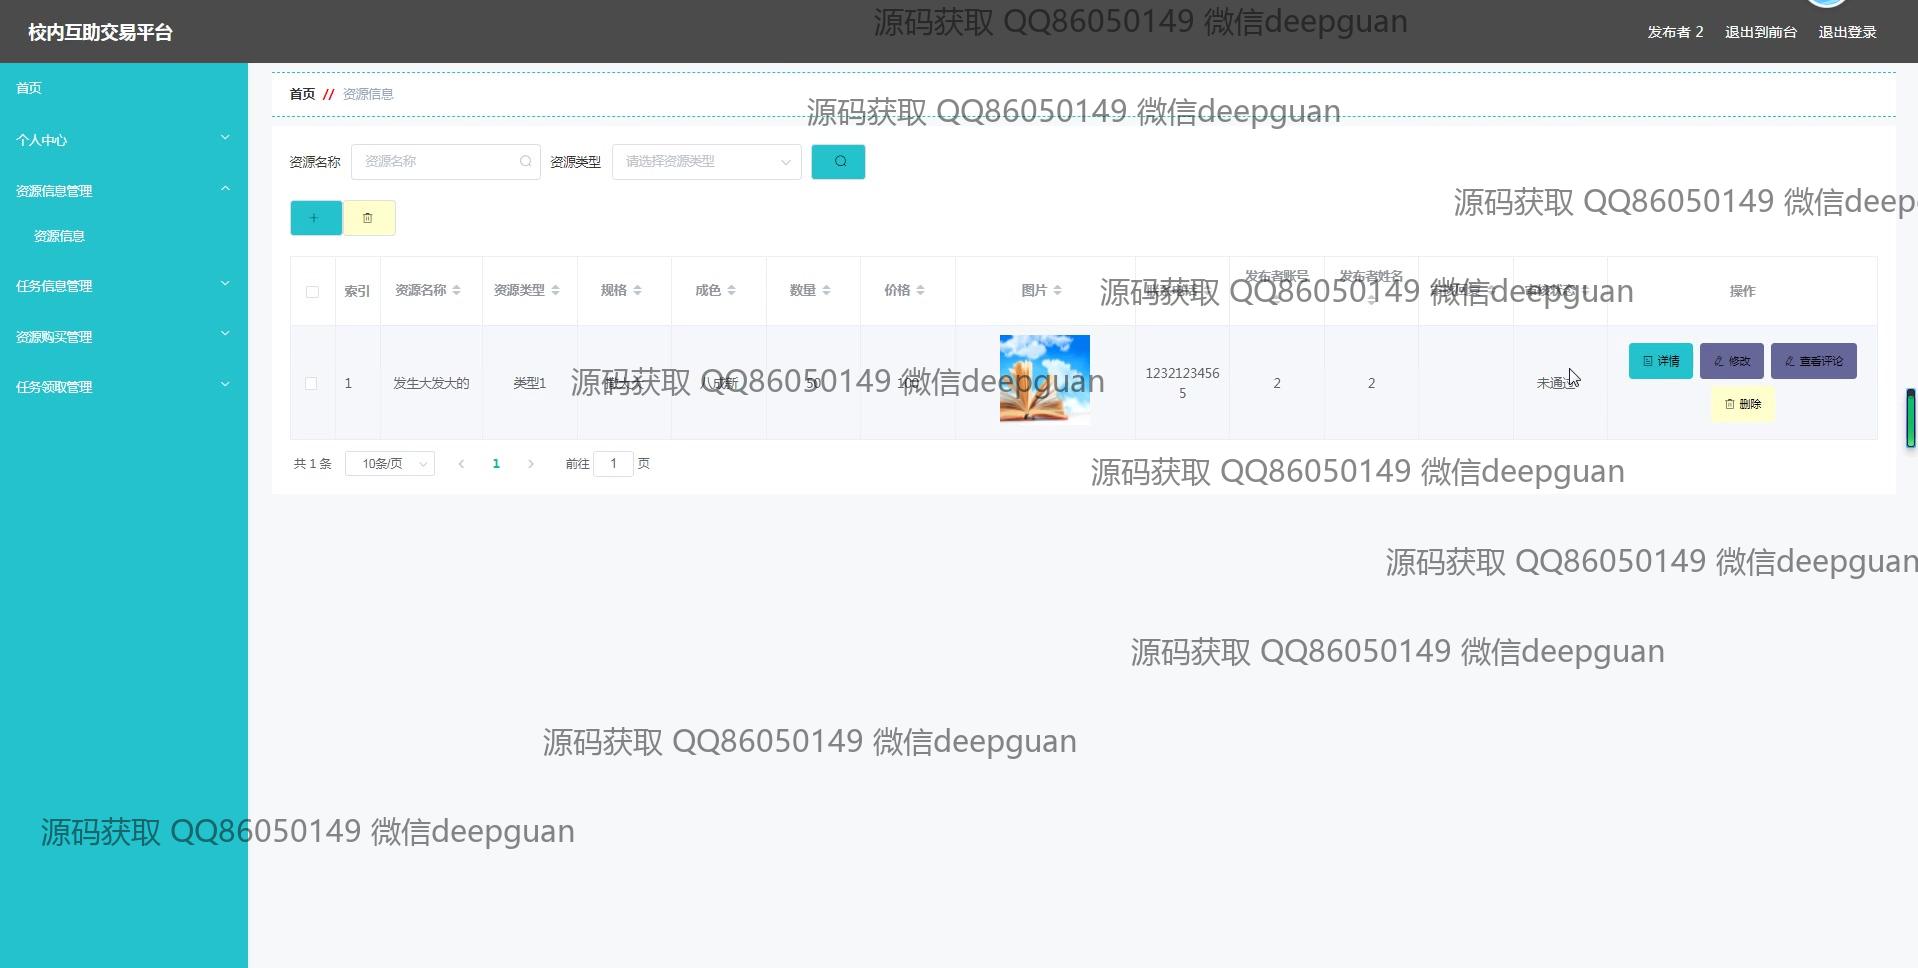 校内互助交易平台
源码获取 QQ86050149 微信deepguan
发布者 2 退出到前台 退出登录
首页
个人中心
资源信息管理
资源信息
任务信息管理
资源购买管理
任务领取管理
首页 // 资源信息
源码获取 QQ86050149 微信deepguan
资源名称 资源名称 资源类型 请选择资源类型
源码获取 QQ86050149 微信deep
索引 资源名称 资源类型 规格 成色 数量 价格 图片 发布者账号 发布者姓名 审核状态 操作
源码获取 QQ86050149 微信deepguan
1 发生大发大的 类型1 八成新 50 100 12321234565 2 2 未通过 详情 修改 查看评论
删除
源码获取 QQ86050149 微信deepguan
共 1 条 10条/页 1 前往 1 页
源码获取 QQ86050149 微信deepguan
源码获取 QQ86050149 微信deepguan
源码获取 QQ86050149 微信deepguan
源码获取 QQ86050149 微信deepguan
源码获取 QQ86050149 微信deepguan